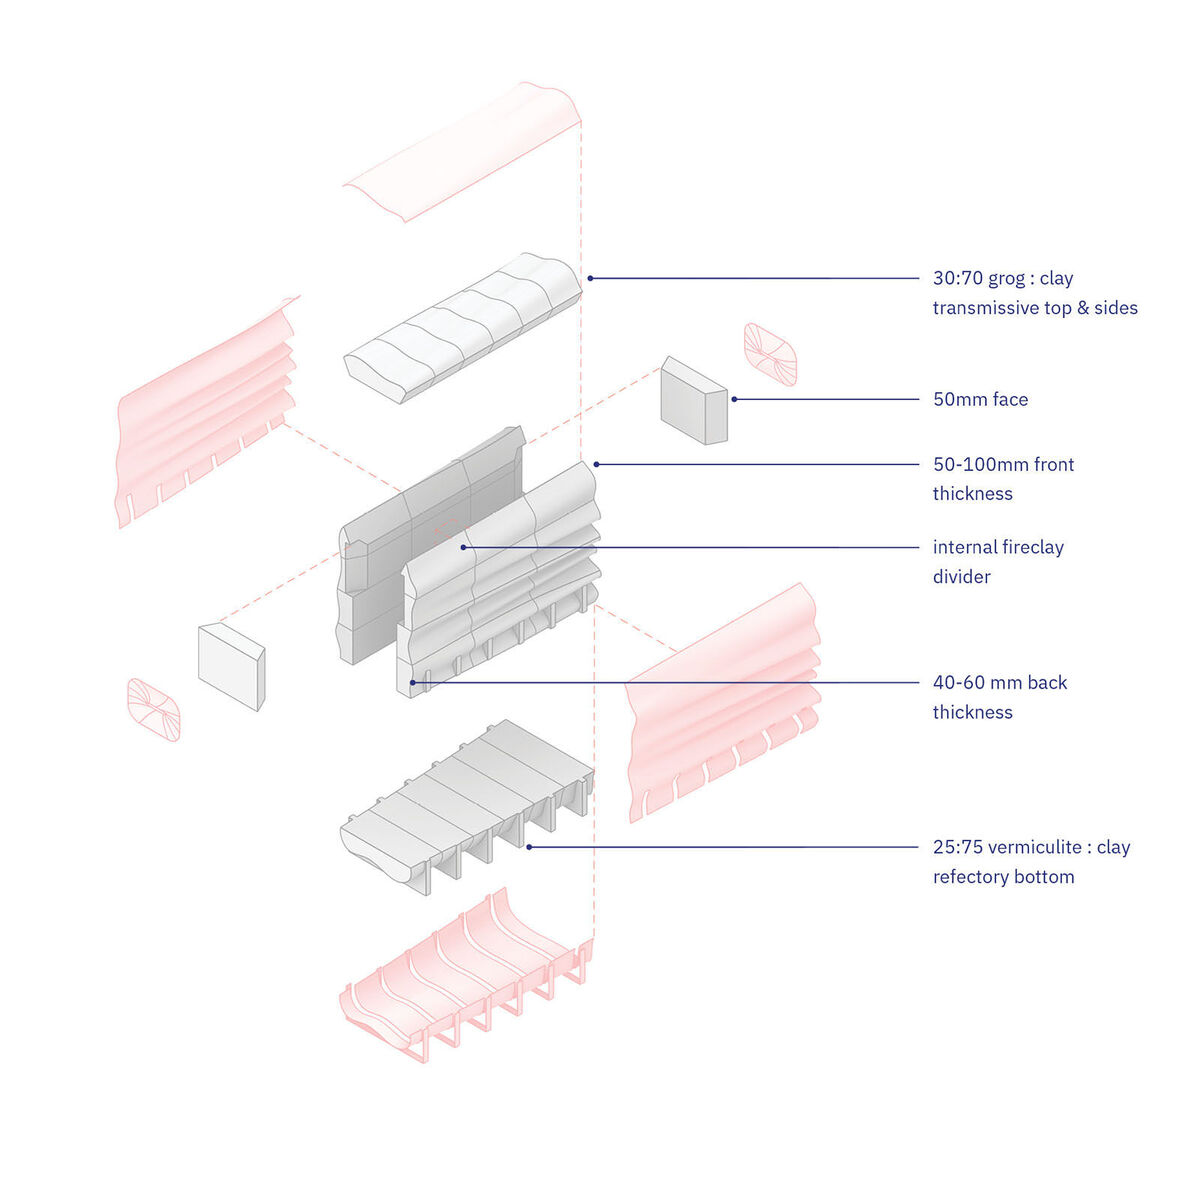 30:70 grog : clay
transmissive top & sides
50mm face
50-100mm front
thickness
internal fireclay
divider
40-60 mm back
thickness
25:75 vermiculite : clay
refectory bottom